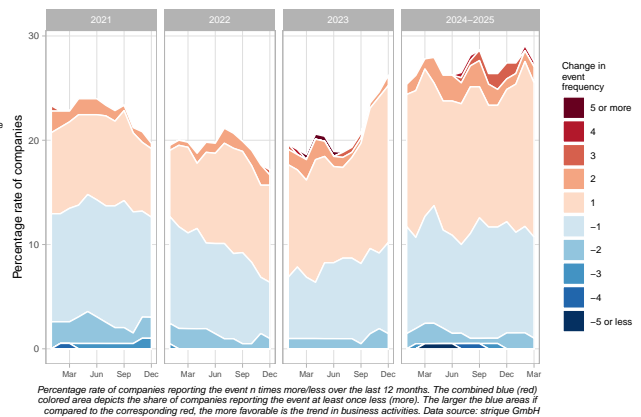 2021
2022
2023
2024–2025
30
20
10
0
Percentage rate of companies
Mar Jun Sep Dec
Mar Jun Sep Dec
Mar Jun Sep Dec
Mar Jun Sep Dec Mar
Change in
event
frequency
5 or more
4
3
2
1
−1
−2
−3
−4
−5 or less
Percentage rate of companies reporting the event n times more/less over the last 12 months. The combined blue (red)
colored area depicts the share of companies reporting the event at least once less (more). The larger the blue areas if
compared to the corresponding red, the more favorable is the trend in business activities. Data source: strique GmbH